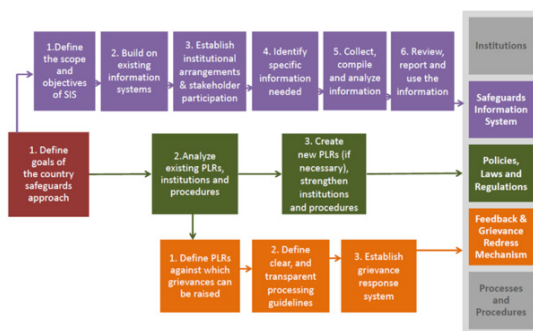 1.Define
the scope
and
objectives of
SIS
2. Build on
existing
information
systems
3. Establish
institutional
arrangements
& stakeholder
participation
4. Identify
specific
information
needed
5. Collect,
compile
and analyze
information
6. Review,
report and
use the
information
Institutions
Safeguards
Information
System
1. Define
goals of
the country
safeguards
approach
2.Analyze
existing PLRs,
institutions and
procedures
3. Create
new PLRs (if
necessary),
strengthen
institutions and
procedures
Policies,
Laws and
Regulations
1. Define PLRs
against which
grievances can
be raised
2. Define
clear, and
transparent
processing
guidelines
3. Establish
grievance
response
system
Feedback &
Grievance
Redress
Mechanism
Processes
and
Procedures